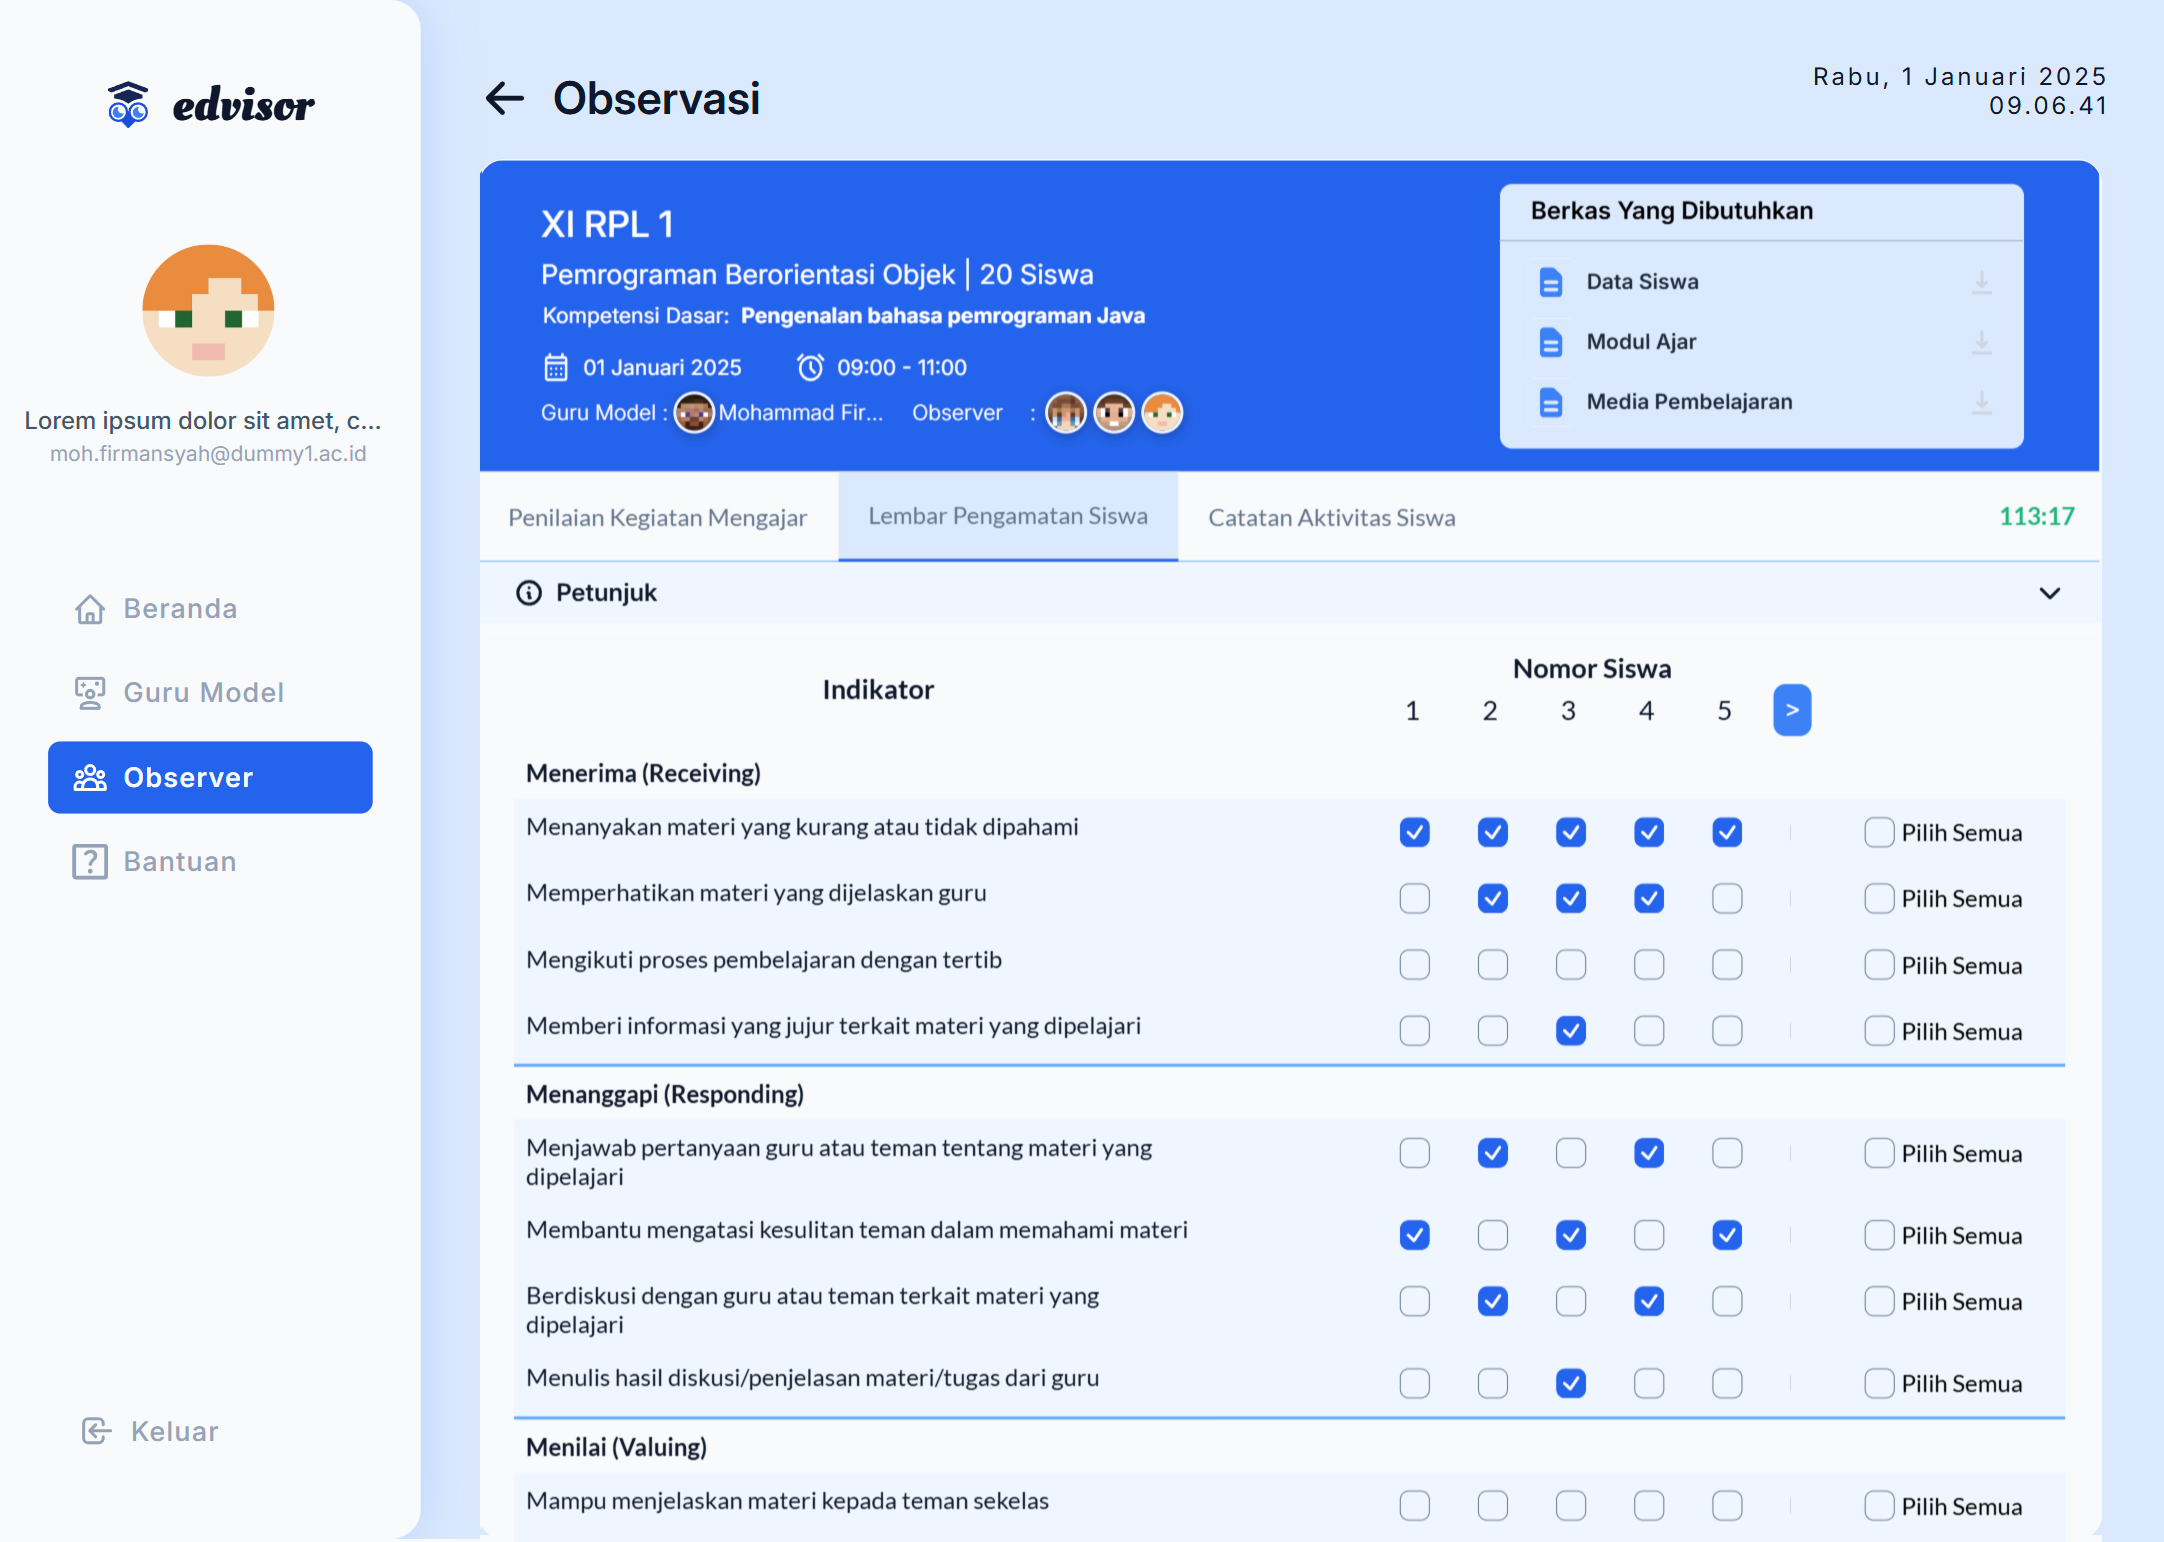 edvisor
Lorem ipsum dolor sit amet, c...
moh.firmansyah@dummy1.ac.id
Beranda
Guru Model
Observer
Bantuan
Keluar
Observasi
Rabu, 1 Januari 2025
09.06.41
XI RPL 1
Pemrograman Berorientasi Objek | 20 Siswa
Kompetensi Dasar: Pengenalan bahasa pemrograman Java
01 Januari 2025 09:00 - 11:00
Guru Model : Mohammad Fir... Observer :
Berkas Yang Dibutuhkan
Data Siswa
Modul Ajar
Media Pembelajaran
Penilaian Kegiatan Mengajar Lembar Pengamatan Siswa Catatan Aktivitas Siswa 113:17
Petunjuk
Indikator
Nomor Siswa
1 2 3 4 5 >
Menerima (Receiving)
Menanyakan materi yang kurang atau tidak dipahami Pilih Semua
Memperhatikan materi yang dijelaskan guru Pilih Semua
Mengikuti proses pembelajaran dengan tertib Pilih Semua
Memberi informasi yang jujur terkait materi yang dipelajari Pilih Semua
Menanggapi (Responding)
Menjawab pertanyaan guru atau teman tentang materi yang Pilih Semua
dipelajari
Membantu mengatasi kesulitan teman dalam memahami materi Pilih Semua
Berdiskusi dengan guru atau teman terkait materi yang Pilih Semua
dipelajari
Menulis hasil diskusi/penjelasan materi/tugas dari guru Pilih Semua
Menilai (Valuing)
Mampu menjelaskan materi kepada teman sekelas Pilih Semua